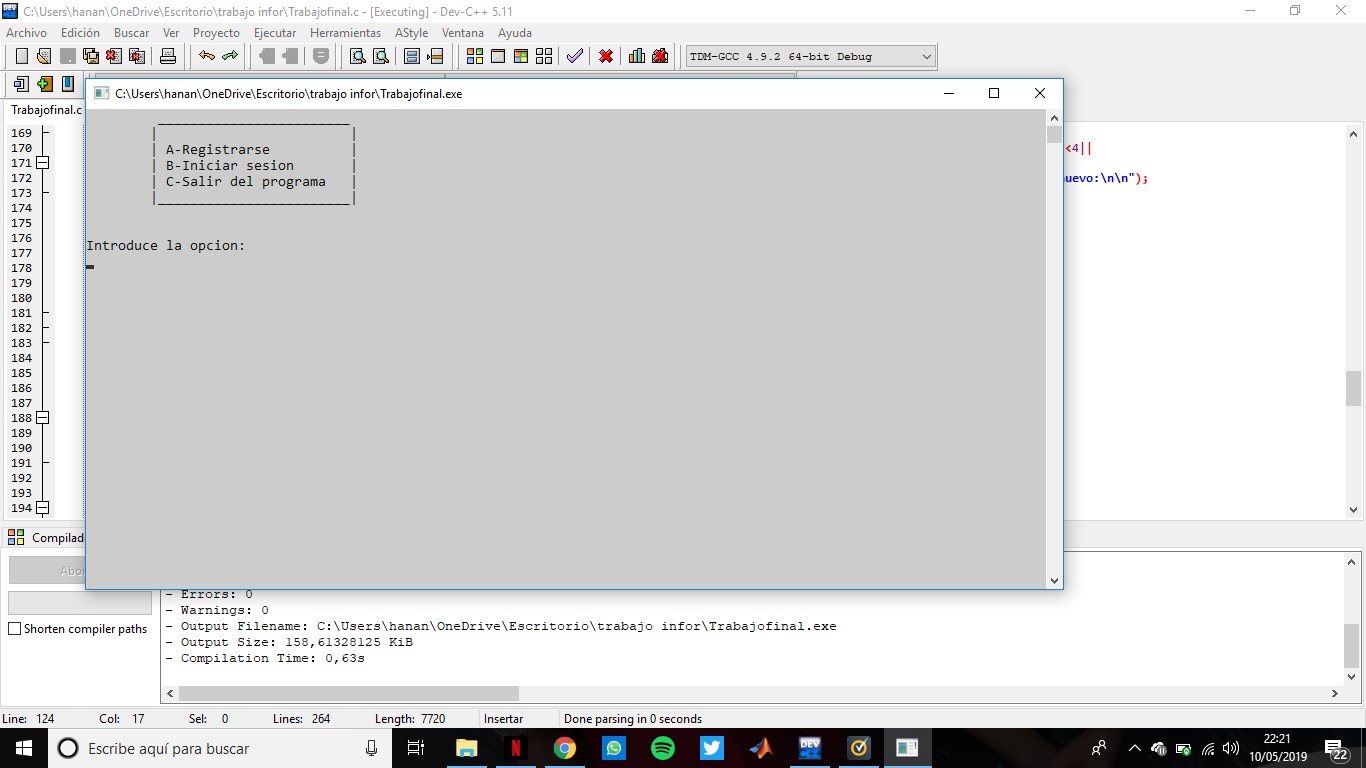 C:\Users\hanan\OneDrive\Escritorio\trabajo infor\Trabajofinal.c - [Executing] - Dev-C++ 5.11
Archivo Edición Buscar Ver Proyecto Ejecutar Herramientas AStyle Ventana Ayuda
TDM-GCC 4.9.2 64-bit Debug
C:\Users\hanan\OneDrive\Escritorio\trabajo infor\Trabajofinal.exe
Trabajofinal.c
A-Registrarse
B-Iniciar sesion
C-Salir del programa
Introduce la opcion:
169
170 <4||
171
172 uevo:\n\n");
173
174
175
176
177
178
179
180
181
182
183
184
185
186
187
188
189
190
191
192
193
194
Compilad
Abor
Shorten compiler paths
- Errors: 0
- Warnings: 0
- Output Filename: C:\Users\hanan\OneDrive\Escritorio\trabajo infor\Trabajofinal.exe
- Output Size: 158,61328125 KiB
- Compilation Time: 0,63s
Line: 124 Col: 17 Sel: 0 Lines: 264 Length: 7720 Insertar Done parsing in 0 seconds
Escribe aquí para buscar
DEV
22:21
10/05/2019
22